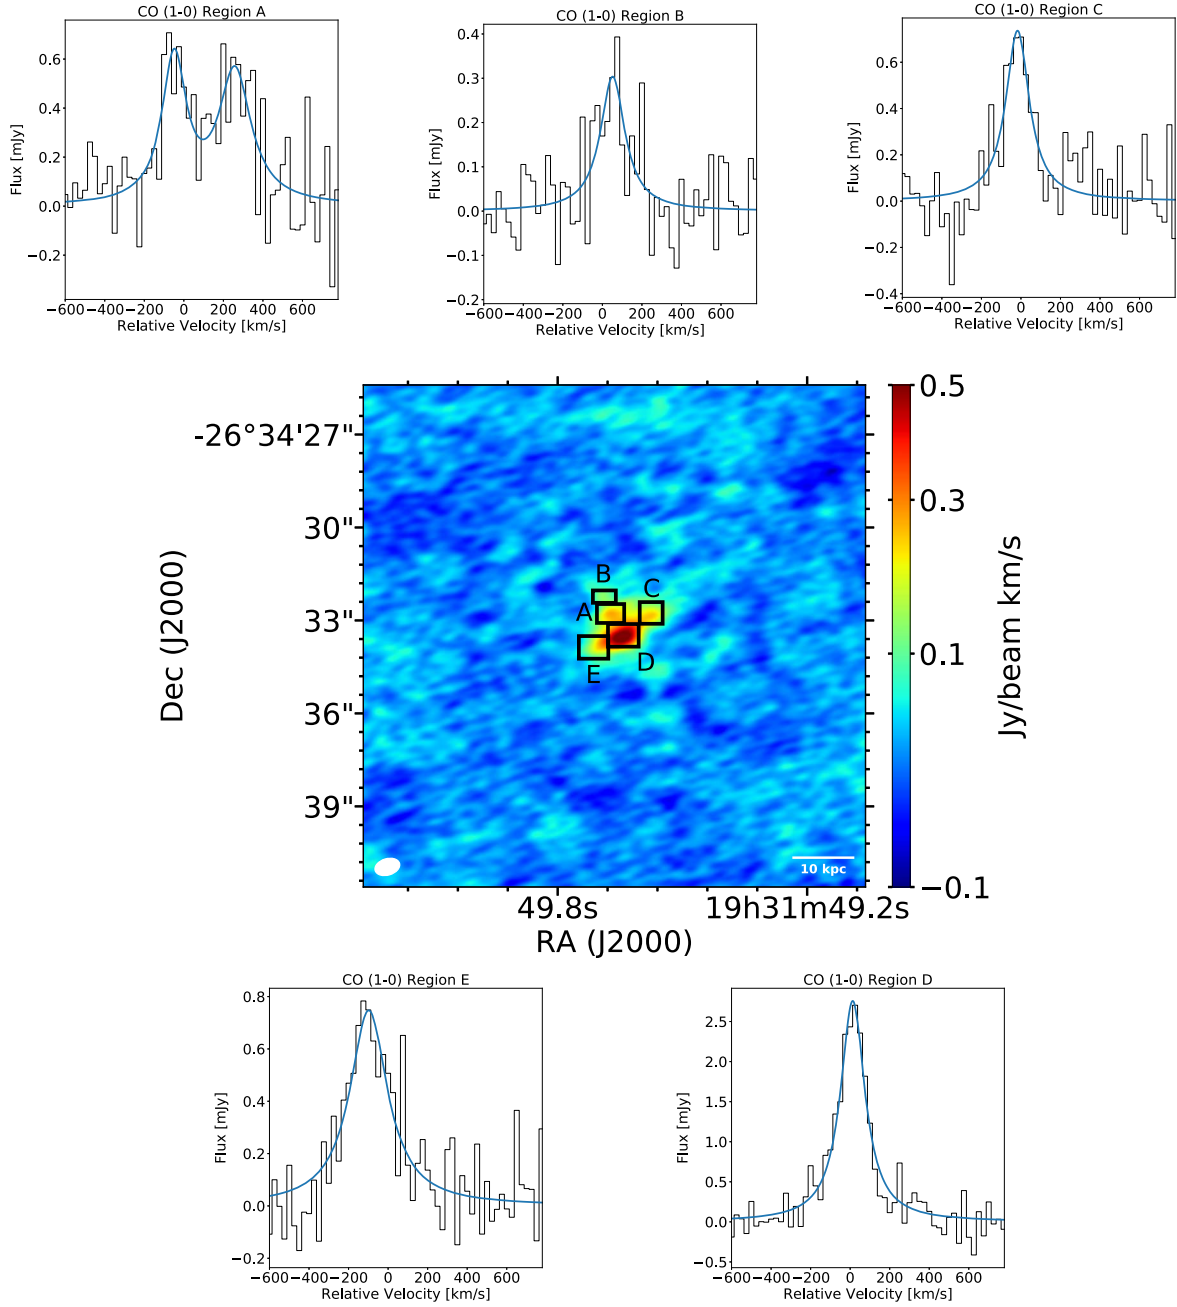 CO (1-0) Region A
CO (1-0) Region B
CO (1-0) Region C
0.6
0.4
0.2
0.0
−0.2
Flux [mJy]
−600−400−200 0 200 400 600
Relative Velocity [km/s]
0.4
0.3
0.2
0.1
0.0
−0.1
−0.2
Flux [mJy]
−600−400−200 0 200 400 600
Relative Velocity [km/s]
0.6
0.4
0.2
0.0
−0.2
−0.4
Flux [mJy]
−600−400−200 0 200 400 600
Relative Velocity [km/s]
-26°34'27"
30"
33"
36"
39"
Dec (J2000)
B
C
A
E
D
10 kpc
49.8s
19h31m49.2s
RA (J2000)
0.5
0.3
0.1
−0.1
Jy/beam km/s
CO (1-0) Region E
CO (1-0) Region D
0.8
0.6
0.4
0.2
0.0
−0.2
Flux [mJy]
−600−400−200 0 200 400 600
Relative Velocity [km/s]
2.5
2.0
1.5
1.0
0.5
0.0
−0.5
Flux [mJy]
−600−400−200 0 200 400 600
Relative Velocity [km/s]